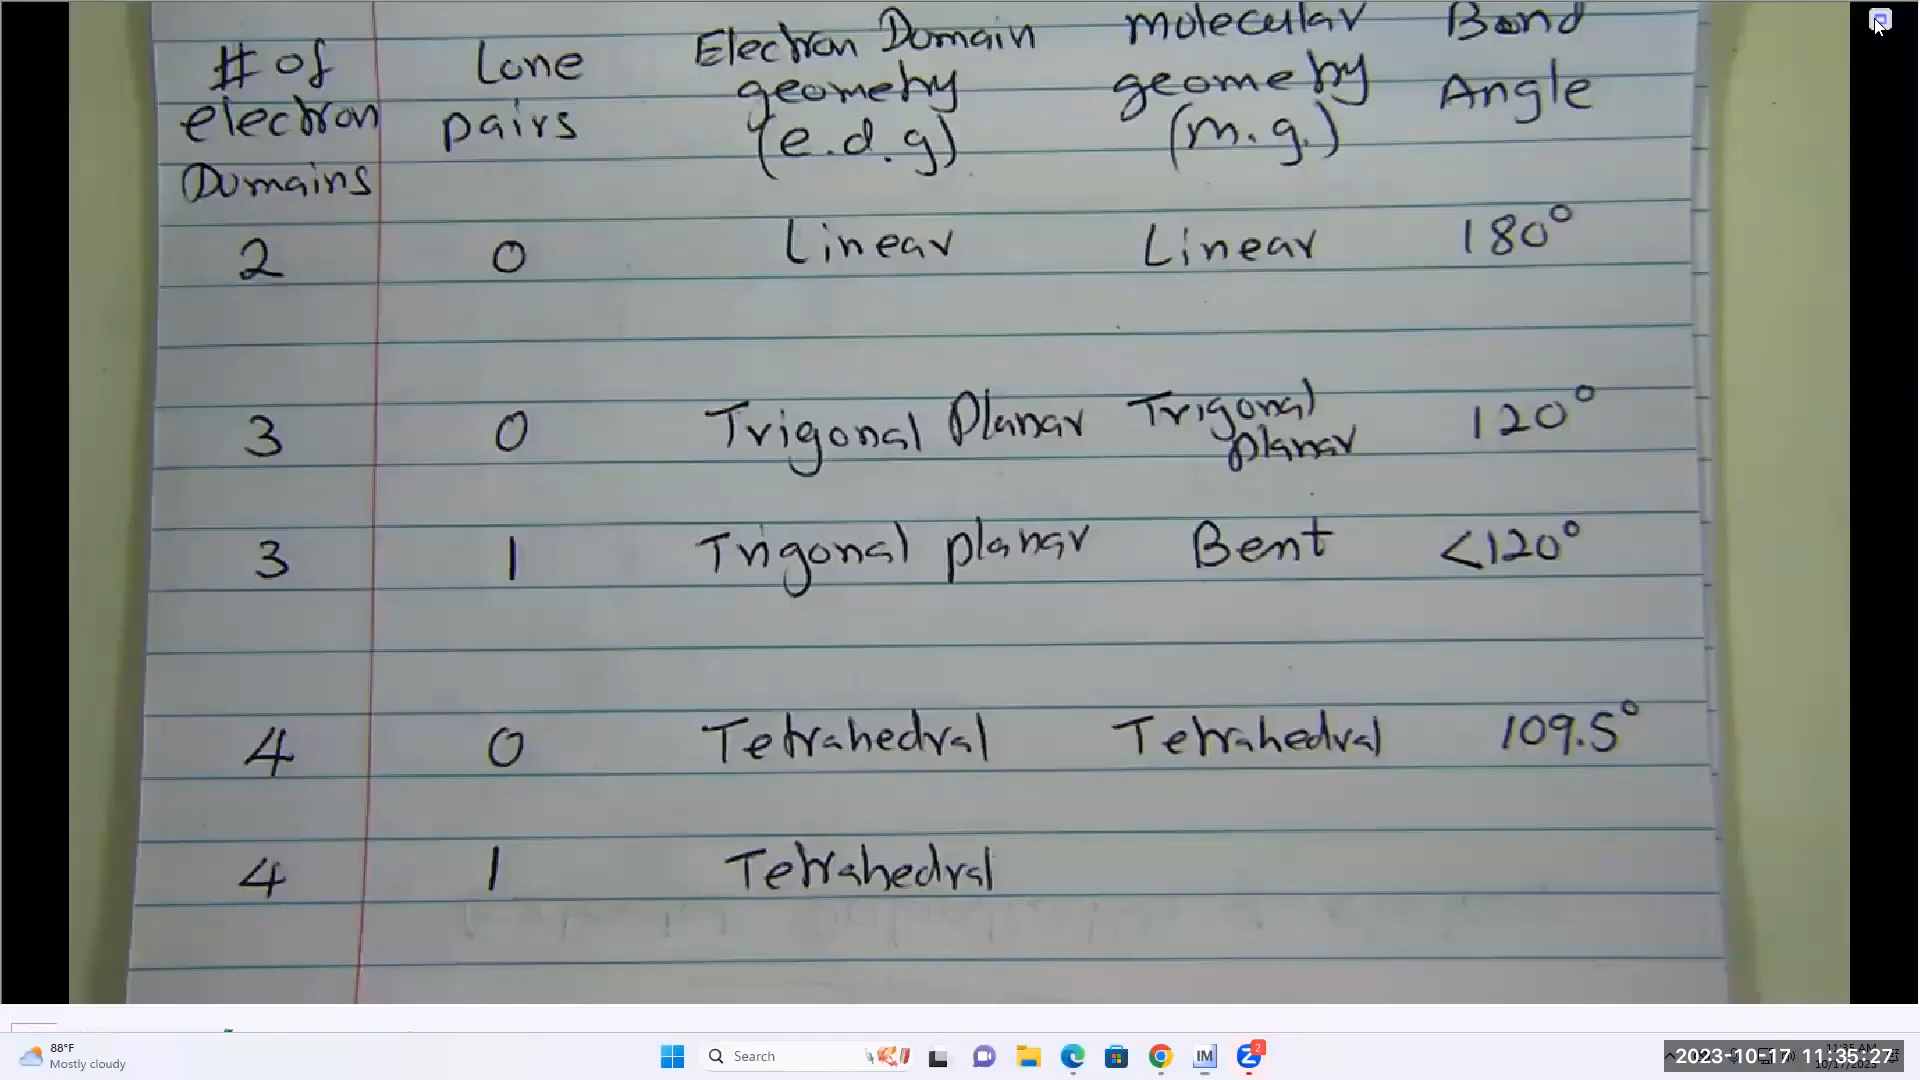 # of electron Domains Lone pairs Electron Domain geometry (e.d.g) Molecular geometry (m.g.) Bond Angle
2 0 Linear Linear 180°
3 0 Trigonal Planar Trigonal planar 120°
3 1 Trigonal planar Bent <120°
4 0 Tetrahedral Tetrahedral 109.5°
4 1 Tetrahedral
88°F
Mostly cloudy
Search
IM
Z
2
2023-10-17 11:35:27